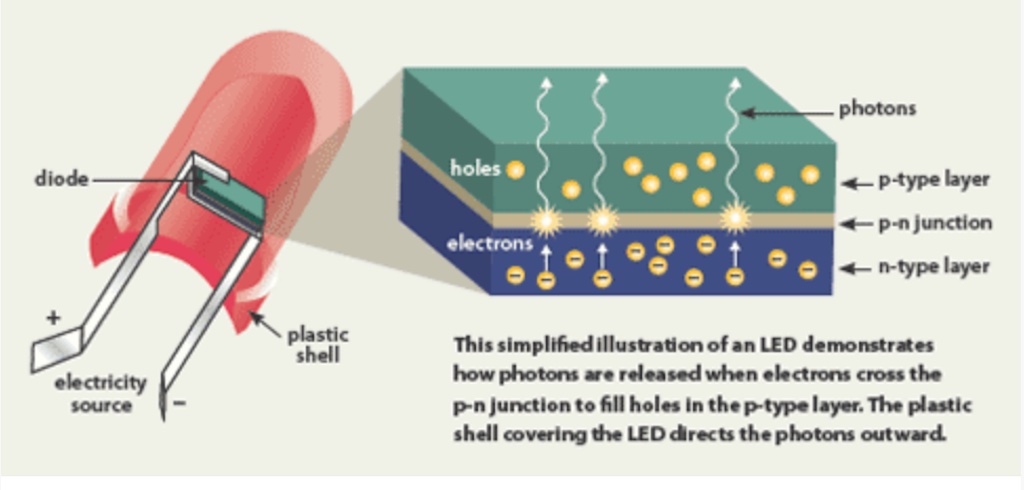 photons
holes
diode
p-type layer
p-n junction
electrons
n-type layer
+
plastic
shell
electricity
source
–
This simplified illustration of an LED demonstrates
how photons are released when electrons cross the
p-n junction to fill holes in the p-type layer. The plastic
shell covering the LED directs the photons outward.